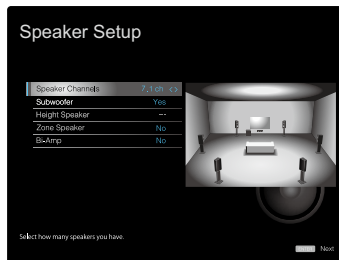 Speaker Setup
Speaker Channels 7.1 ch <>
Subwoofer Yes
Height Speaker ---
Zone Speaker No
Bi-Amp No
Select how many speakers you have.
ENTER Next